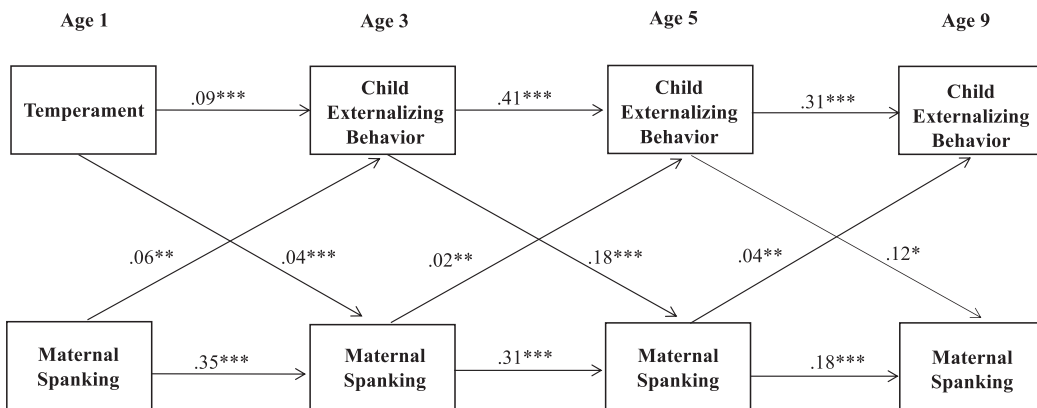 Age 1
Age 3
Age 5
Age 9
Temperament
.09***
Child
Externalizing
Behavior
.41***
Child
Externalizing
Behavior
.31***
Child
Externalizing
Behavior
.06**
.04***
.02**
.18***
.04**
.12*
Maternal
Spanking
.35***
Maternal
Spanking
.31***
Maternal
Spanking
.18***
Maternal
Spanking